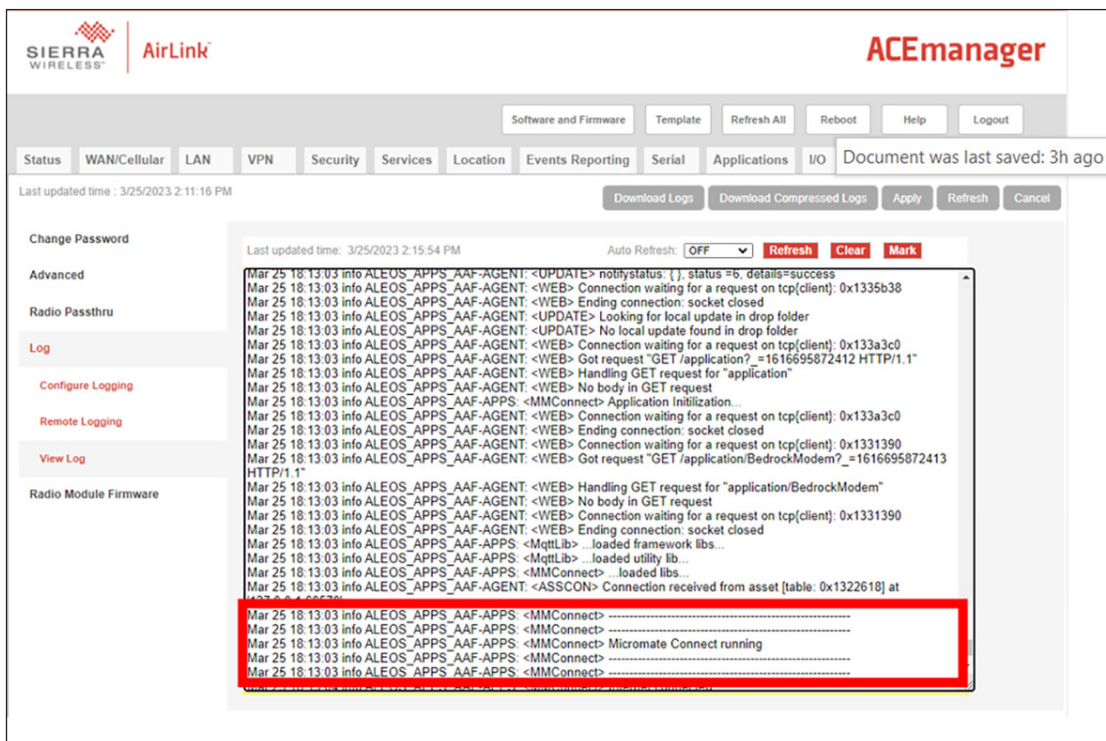 SIERRA
WIRELESS
AirLink
ACEmanager
Software and Firmware Template Refresh All Reboot Help Logout
Status WAN/Cellular LAN VPN Security Services Location Events Reporting Serial Applications I/O Document was last saved: 3h ago
Last updated time : 3/25/2023 2:11:16 PM Download Logs Download Compressed Logs Apply Refresh Cancel
Change Password
Advanced
Radio Passthru
Log
Configure Logging
Remote Logging
View Log
Radio Module Firmware
Last updated time: 3/25/2023 2:15:54 PM Auto Refresh: OFF Refresh Clear Mark
Mar 25 18:13:03 info ALEOS_APPS_AAF-AGENT: <UPDATE> notifystatus: { }, status =6, details=success
Mar 25 18:13:03 info ALEOS_APPS_AAF-AGENT: <WEB> Connection waiting for a request on tcp{client}: 0x1335b38
Mar 25 18:13:03 info ALEOS_APPS_AAF-AGENT: <WEB> Ending connection: socket closed
Mar 25 18:13:03 info ALEOS_APPS_AAF-AGENT: <UPDATE> Looking for local update in drop folder
Mar 25 18:13:03 info ALEOS_APPS_AAF-AGENT: <UPDATE> No local update found in drop folder
Mar 25 18:13:03 info ALEOS_APPS_AAF-AGENT: <WEB> Connection waiting for a request on tcp{client}: 0x133a3c0
Mar 25 18:13:03 info ALEOS_APPS_AAF-AGENT: <WEB> Got request "GET /application?_=1616695872412 HTTP/1.1"
Mar 25 18:13:03 info ALEOS_APPS_AAF-AGENT: <WEB> Handling GET request for "application"
Mar 25 18:13:03 info ALEOS_APPS_AAF-AGENT: <WEB> No body in GET request
Mar 25 18:13:03 info ALEOS_APPS_AAF-APPS: <MMConnect> Application Initilization...
Mar 25 18:13:03 info ALEOS_APPS_AAF-AGENT: <WEB> Connection waiting for a request on tcp{client}: 0x133a3c0
Mar 25 18:13:03 info ALEOS_APPS_AAF-AGENT: <WEB> Ending connection: socket closed
Mar 25 18:13:03 info ALEOS_APPS_AAF-AGENT: <WEB> Connection waiting for a request on tcp{client}: 0x1331390
Mar 25 18:13:03 info ALEOS_APPS_AAF-AGENT: <WEB> Got request "GET /application/BedrockModem?_=1616695872413
HTTP/1.1"
Mar 25 18:13:03 info ALEOS_APPS_AAF-AGENT: <WEB> Handling GET request for "application/BedrockModem"
Mar 25 18:13:03 info ALEOS_APPS_AAF-AGENT: <WEB> No body in GET request
Mar 25 18:13:03 info ALEOS_APPS_AAF-AGENT: <WEB> Connection waiting for a request on tcp{client}: 0x1331390
Mar 25 18:13:03 info ALEOS_APPS_AAF-AGENT: <WEB> Ending connection: socket closed
Mar 25 18:13:03 info ALEOS_APPS_AAF-APPS: <MqttLib> ...loaded framework libs...
Mar 25 18:13:03 info ALEOS_APPS_AAF-APPS: <MqttLib> ...loaded utility lib...
Mar 25 18:13:03 info ALEOS_APPS_AAF-APPS: <MMConnect> ...loaded libs...
Mar 25 18:13:03 info ALEOS_APPS_AAF-AGENT: <ASSCON> Connection received from asset [table: 0x1322618] at
Mar 25 18:13:03 info ALEOS_APPS_AAF-APPS: <MMConnect> ------------------------------------------------------------
Mar 25 18:13:03 info ALEOS_APPS_AAF-APPS: <MMConnect> ------------------------------------------------------------
Mar 25 18:13:03 info ALEOS_APPS_AAF-APPS: <MMConnect> Micromate Connect running
Mar 25 18:13:03 info ALEOS_APPS_AAF-APPS: <MMConnect> ------------------------------------------------------------
Mar 25 18:13:03 info ALEOS_APPS_AAF-APPS: <MMConnect> ------------------------------------------------------------